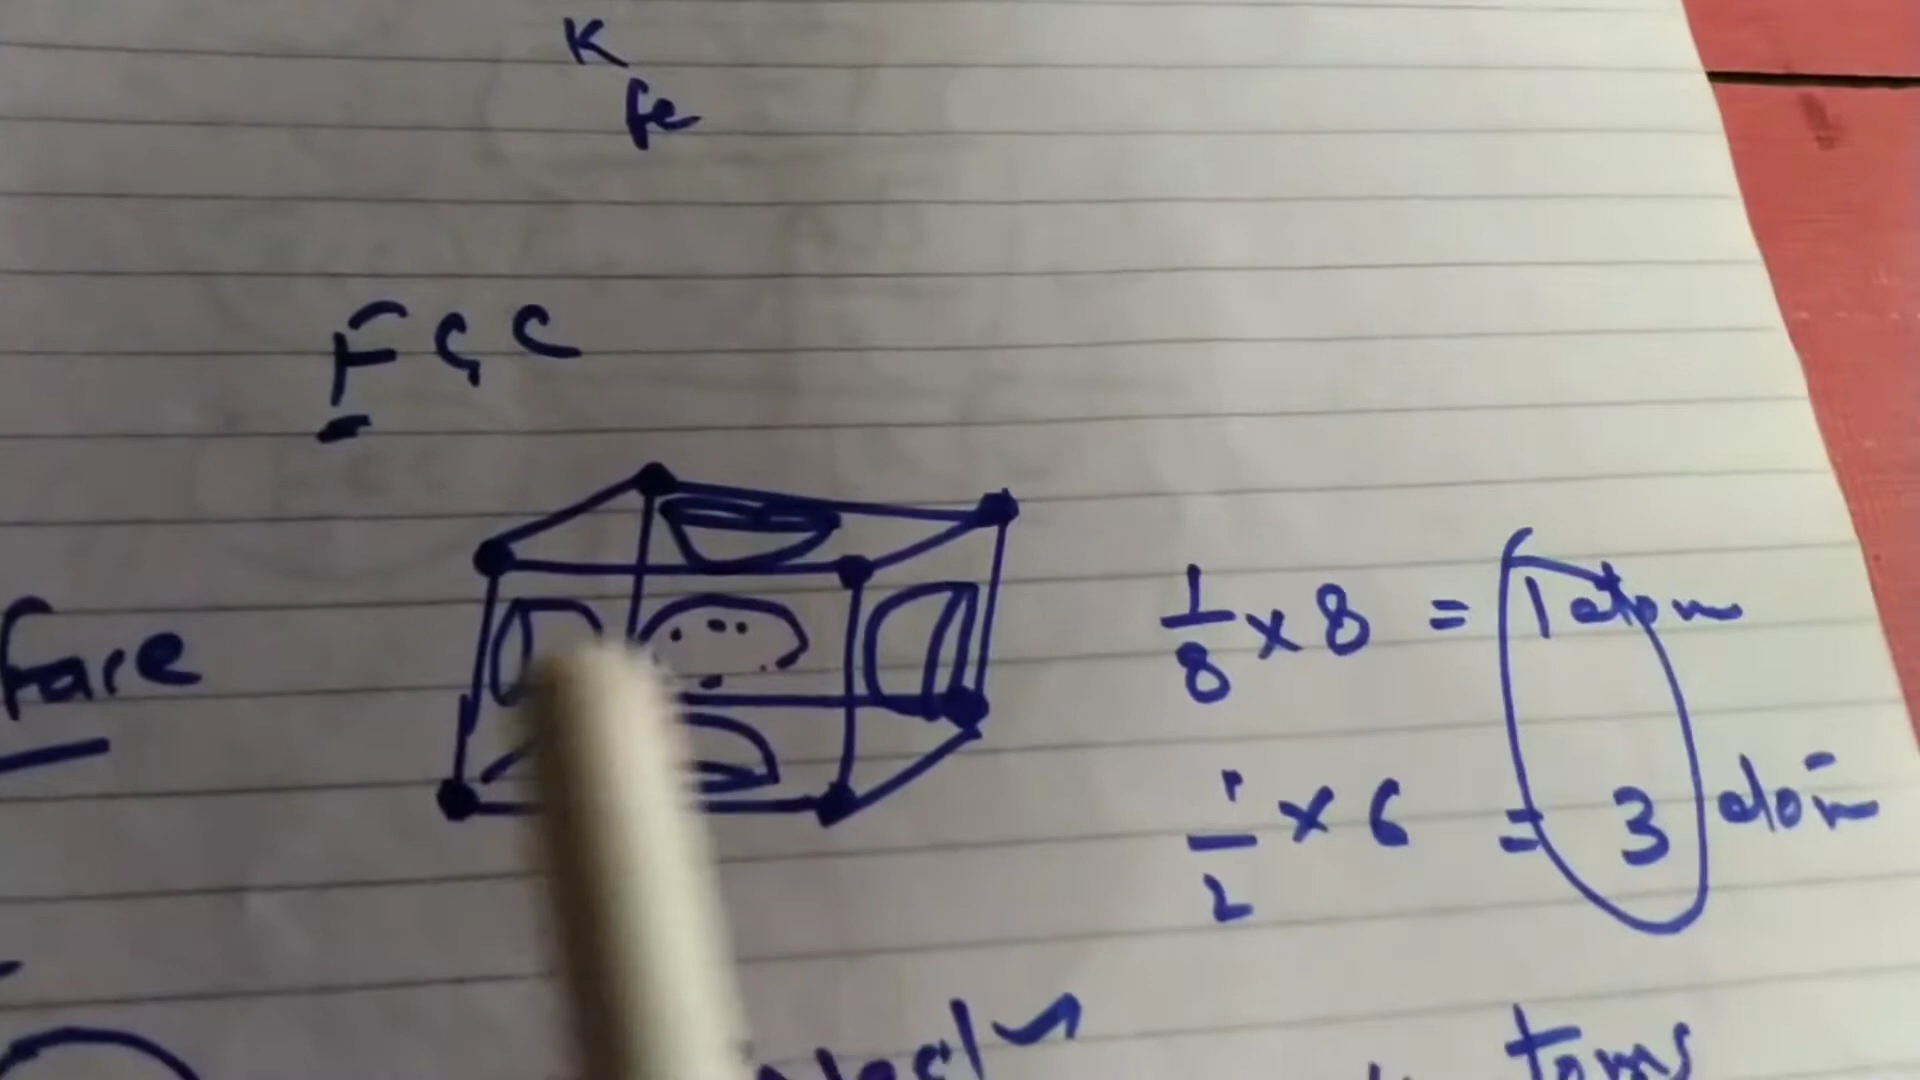 K
fe
FCC
face
1/8 × 8 = 1 atom
1/2 × 6 = 3 atom